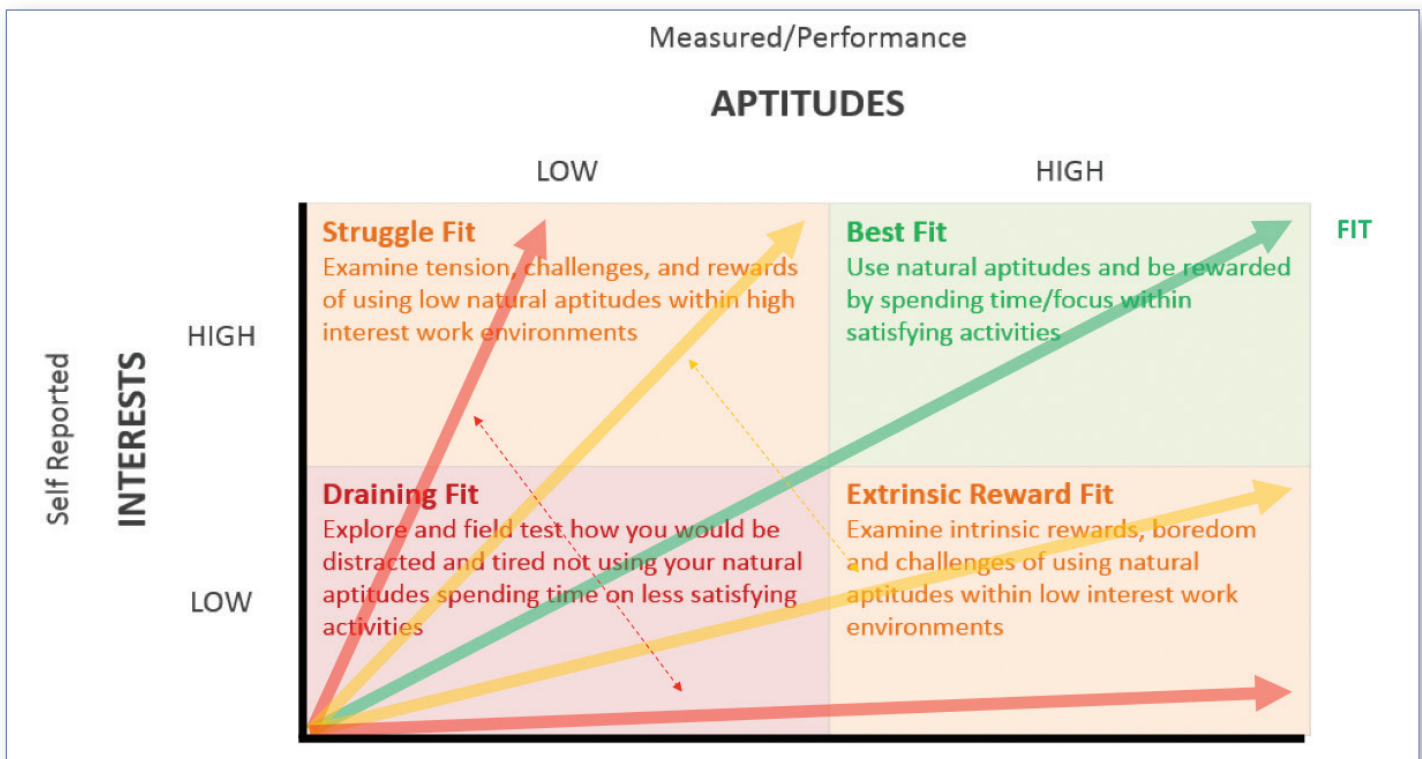 Measured/Performance
APTITUDES
LOW
HIGH
Struggle Fit
Examine tension, challenges, and rewards
of using low natural aptitudes within high
interest work environments
Best Fit
Use natural aptitudes and be rewarded
by spending time/focus within
satisfying activities
FIT
Self Reported
INTERESTS
HIGH
LOW
Draining Fit
Explore and field test how you would be
distracted and tired not using your natural
aptitudes spending time on less satisfying
activities
Extrinsic Reward Fit
Examine intrinsic rewards, boredom
and challenges of using natural
aptitudes within low interest work
environments